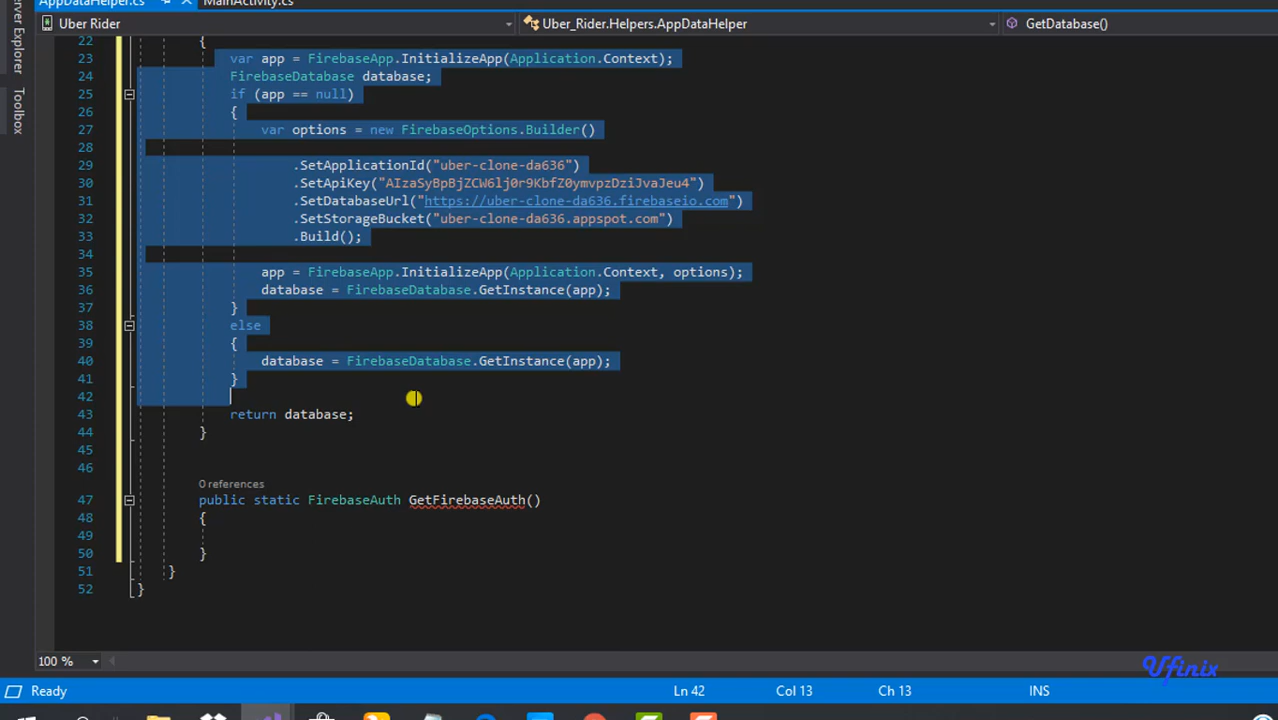 AppDataHelper.cs
MainActivity.cs
Uber Rider
Uber_Rider.Helpers.AppDataHelper
GetDatabase()
Server Explorer
Toolbox
22 {
23 var app = FirebaseApp.InitializeApp(Application.Context);
24 FirebaseDatabase database;
25 if (app == null)
26 {
27 var options = new FirebaseOptions.Builder()
28
29 .SetApplicationId("uber-clone-da636")
30 .SetApiKey("AIzaSyBpBjZCW6lj0r9KbfZ0ymvpzDziJvaJeu4")
31 .SetDatabaseUrl("https://uber-clone-da636.firebaseio.com")
32 .SetStorageBucket("uber-clone-da636.appspot.com")
33 .Build();
34
35 app = FirebaseApp.InitializeApp(Application.Context, options);
36 database = FirebaseDatabase.GetInstance(app);
37 }
38 else
39 {
40 database = FirebaseDatabase.GetInstance(app);
41 }
42
43 return database;
44 }
45
46
0 references
47 public static FirebaseAuth GetFirebaseAuth()
48 {
49
50 }
51 }
52 }
100 %
Ufinix
Ready
Ln 42
Col 13
Ch 13
INS